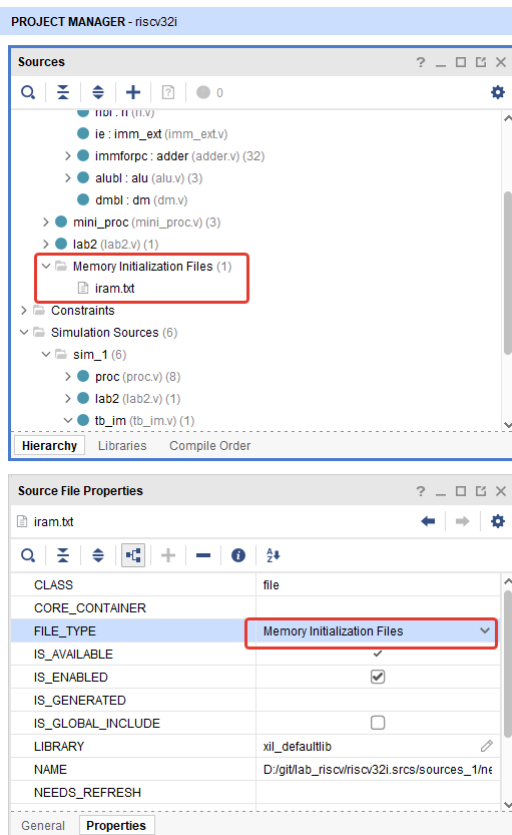 PROJECT MANAGER - riscv32i
Sources
? _ □ X
0
ie : imm_ext (imm_ext.v)
> immforpc : adder (adder.v) (32)
> alubl : alu (alu.v) (3)
dmbl : dm (dm.v)
> mini_proc (mini_proc.v) (3)
> lab2 (lab2.v) (1)
Memory Initialization Files (1)
iram.txt
> Constraints
Simulation Sources (6)
sim_1 (6)
> proc (proc.v) (8)
> lab2 (lab2.v) (1)
tb_im (tb_im.v) (1)
Hierarchy Libraries Compile Order
Source File Properties
? _ □ X
iram.txt
CLASS file
CORE_CONTAINER
FILE_TYPE Memory Initialization Files
IS_AVAILABLE
IS_ENABLED
IS_GENERATED
IS_GLOBAL_INCLUDE
LIBRARY xil_defaultlib
NAME D:/git/lab_riscv/riscv32i.srcs/sources_1/ne
NEEDS_REFRESH
General Properties